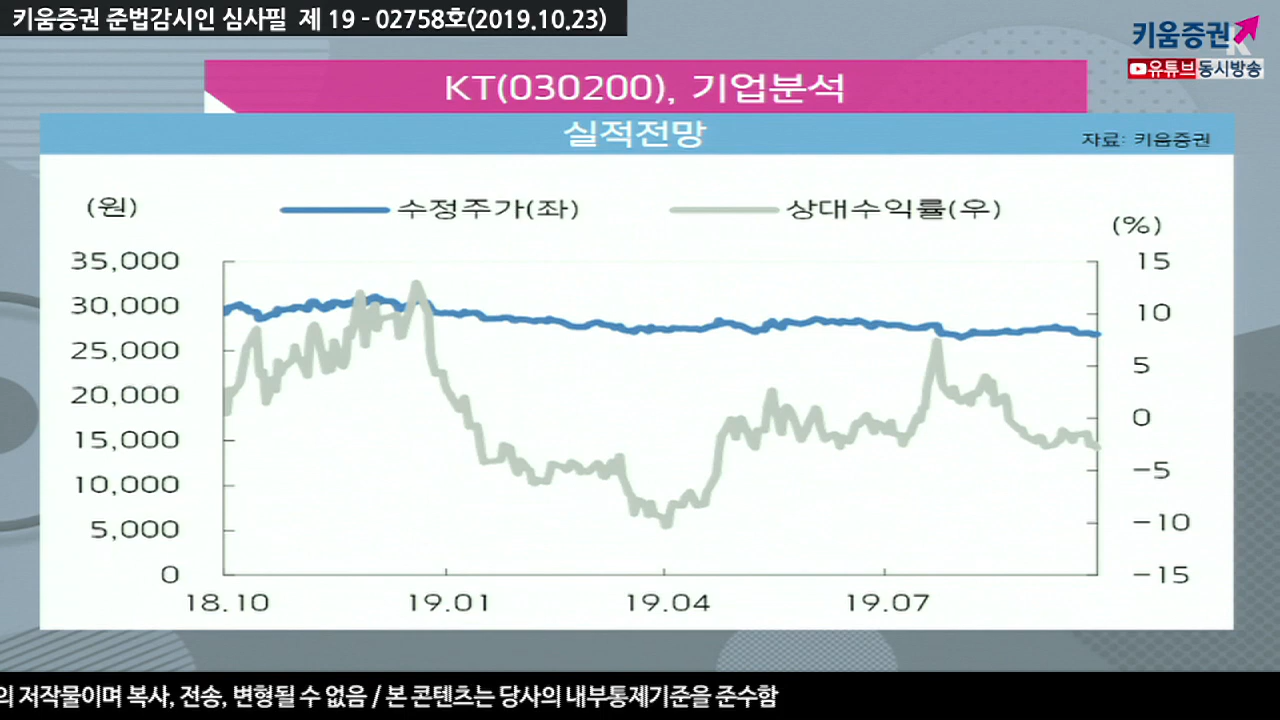 키움증권 준법감시인 심사필 제 19 - 02758호(2019.10.23)
키움증권
유튜브 동시방송
KT(030200), 기업분석
실적전망
자료: 키움증권
(원)
수정주가(좌)
상대수익률(우)
(%)
35,000
30,000
25,000
20,000
15,000
10,000
5,000
0
15
10
5
0
-5
-10
-15
18.10
19.01
19.04
19.07
의 저작물이며 복사, 전송, 변형될 수 없음 / 본 콘텐츠는 당사의 내부통제기준을 준수함